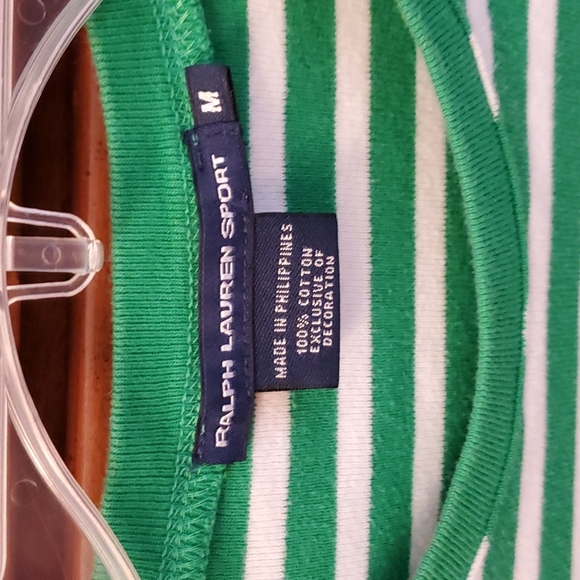 M
RALPH LAUREN SPORT
MADE IN PHILIPPINES
100% COTTON
EXCLUSIVE OF
DECORATION